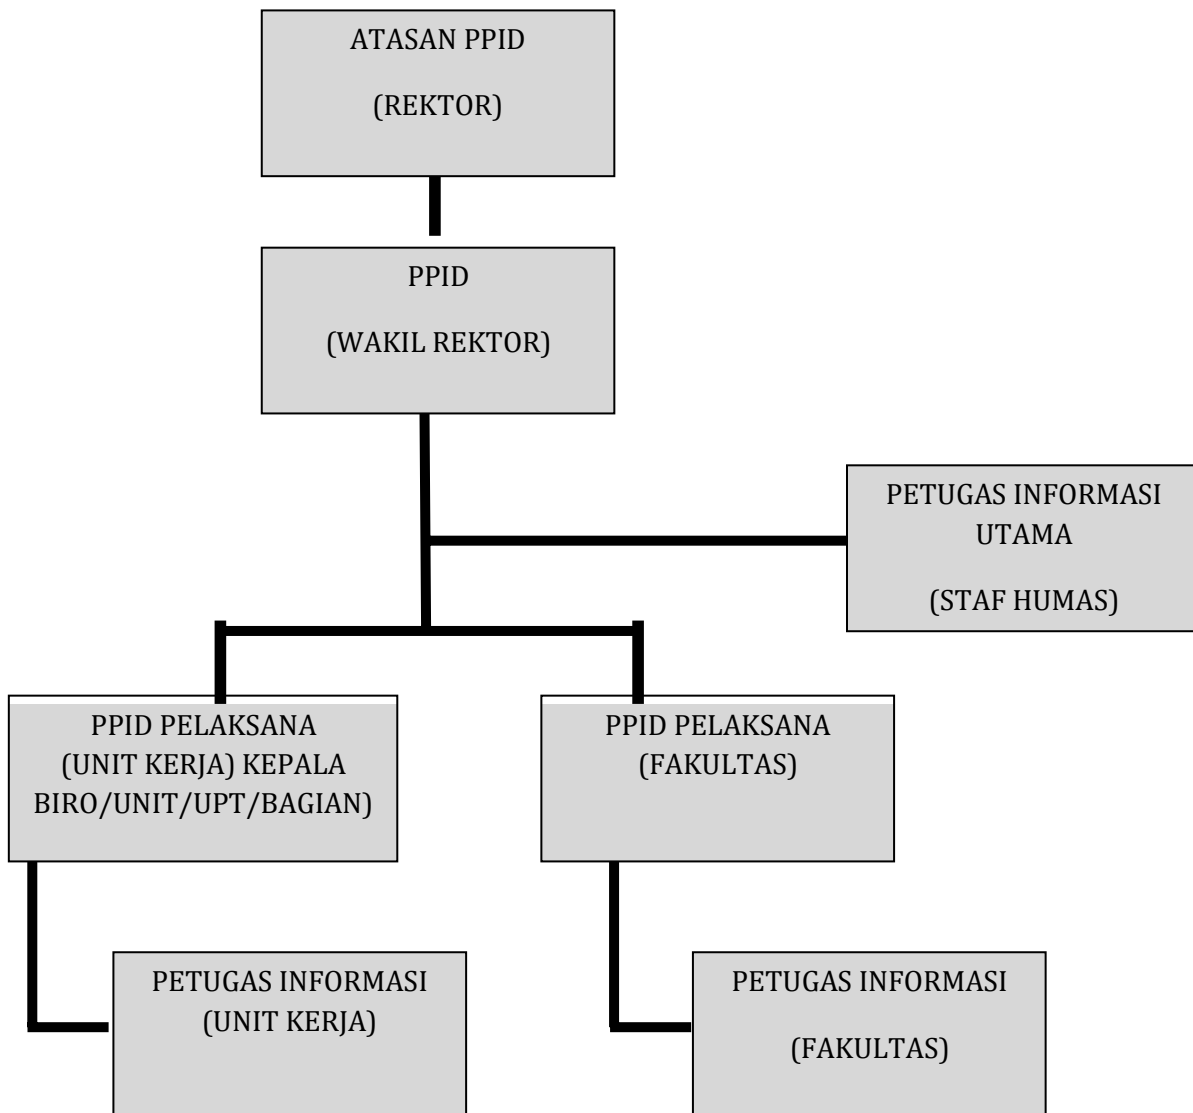 ATASAN PPID
(REKTOR)
PPID
(WAKIL REKTOR)
PETUGAS INFORMASI
UTAMA
(STAF HUMAS)
PPID PELAKSANA
(UNIT KERJA) KEPALA
BIRO/UNIT/UPT/BAGIAN)
PPID PELAKSANA
(FAKULTAS)
PETUGAS INFORMASI
(UNIT KERJA)
PETUGAS INFORMASI
(FAKULTAS)